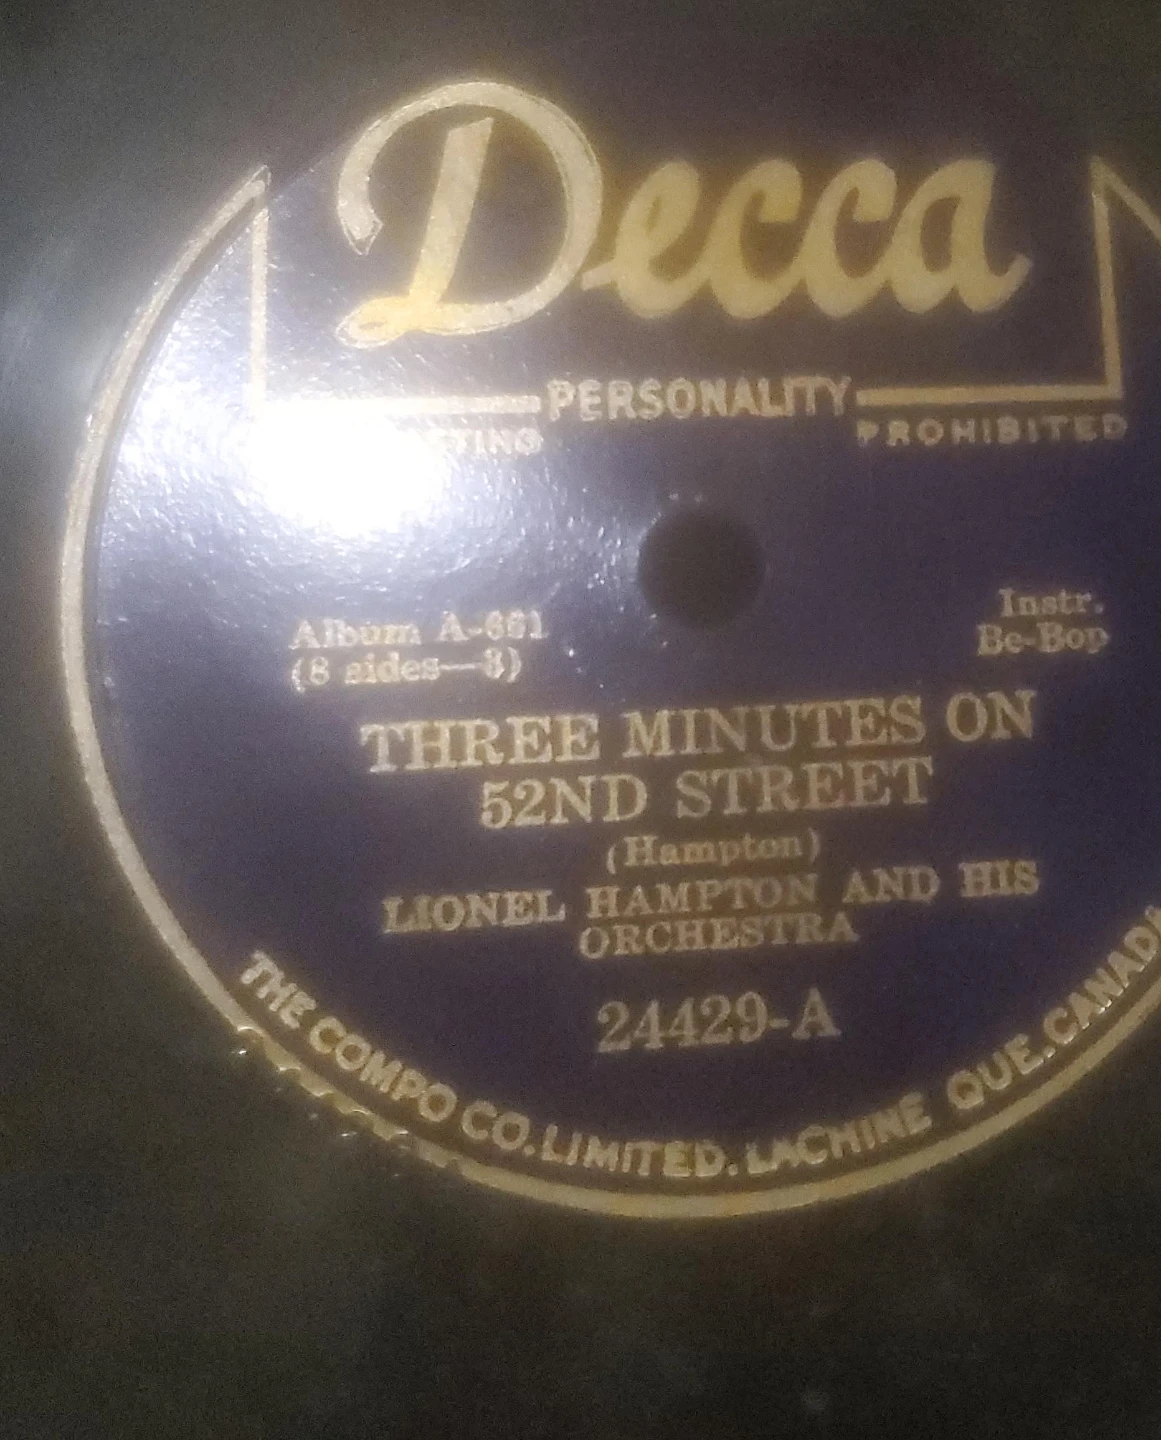 Decca
PERSONALITY
PROHIBITED
Album A-661
(8 sides—8)
Instr.
Be-Bop
THREE MINUTES ON
52ND STREET
(Hampton)
LIONEL HAMPTON AND HIS
ORCHESTRA
24429-A
THE COMPO CO. LIMITED. LACHINE QUE. CANADA